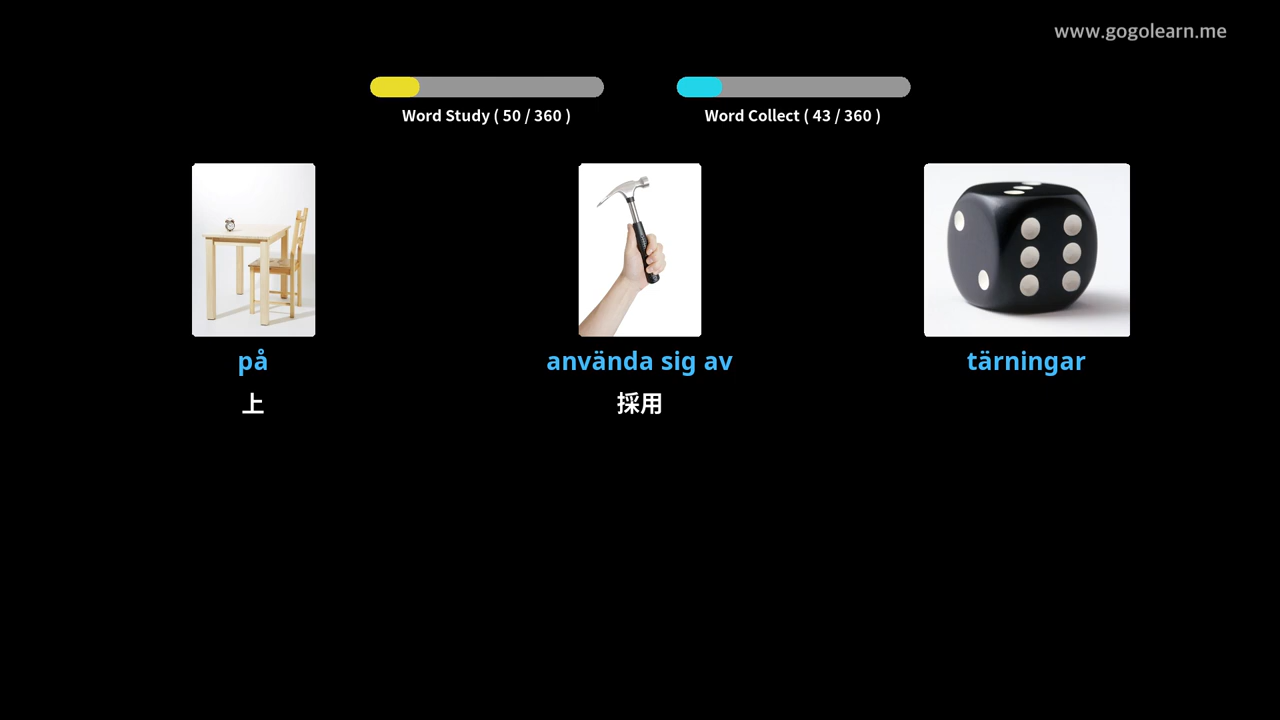 www.gogolearn.me
Word Study ( 50 / 360 )
Word Collect ( 43 / 360 )
på
använda sig av
tärningar
上
採用